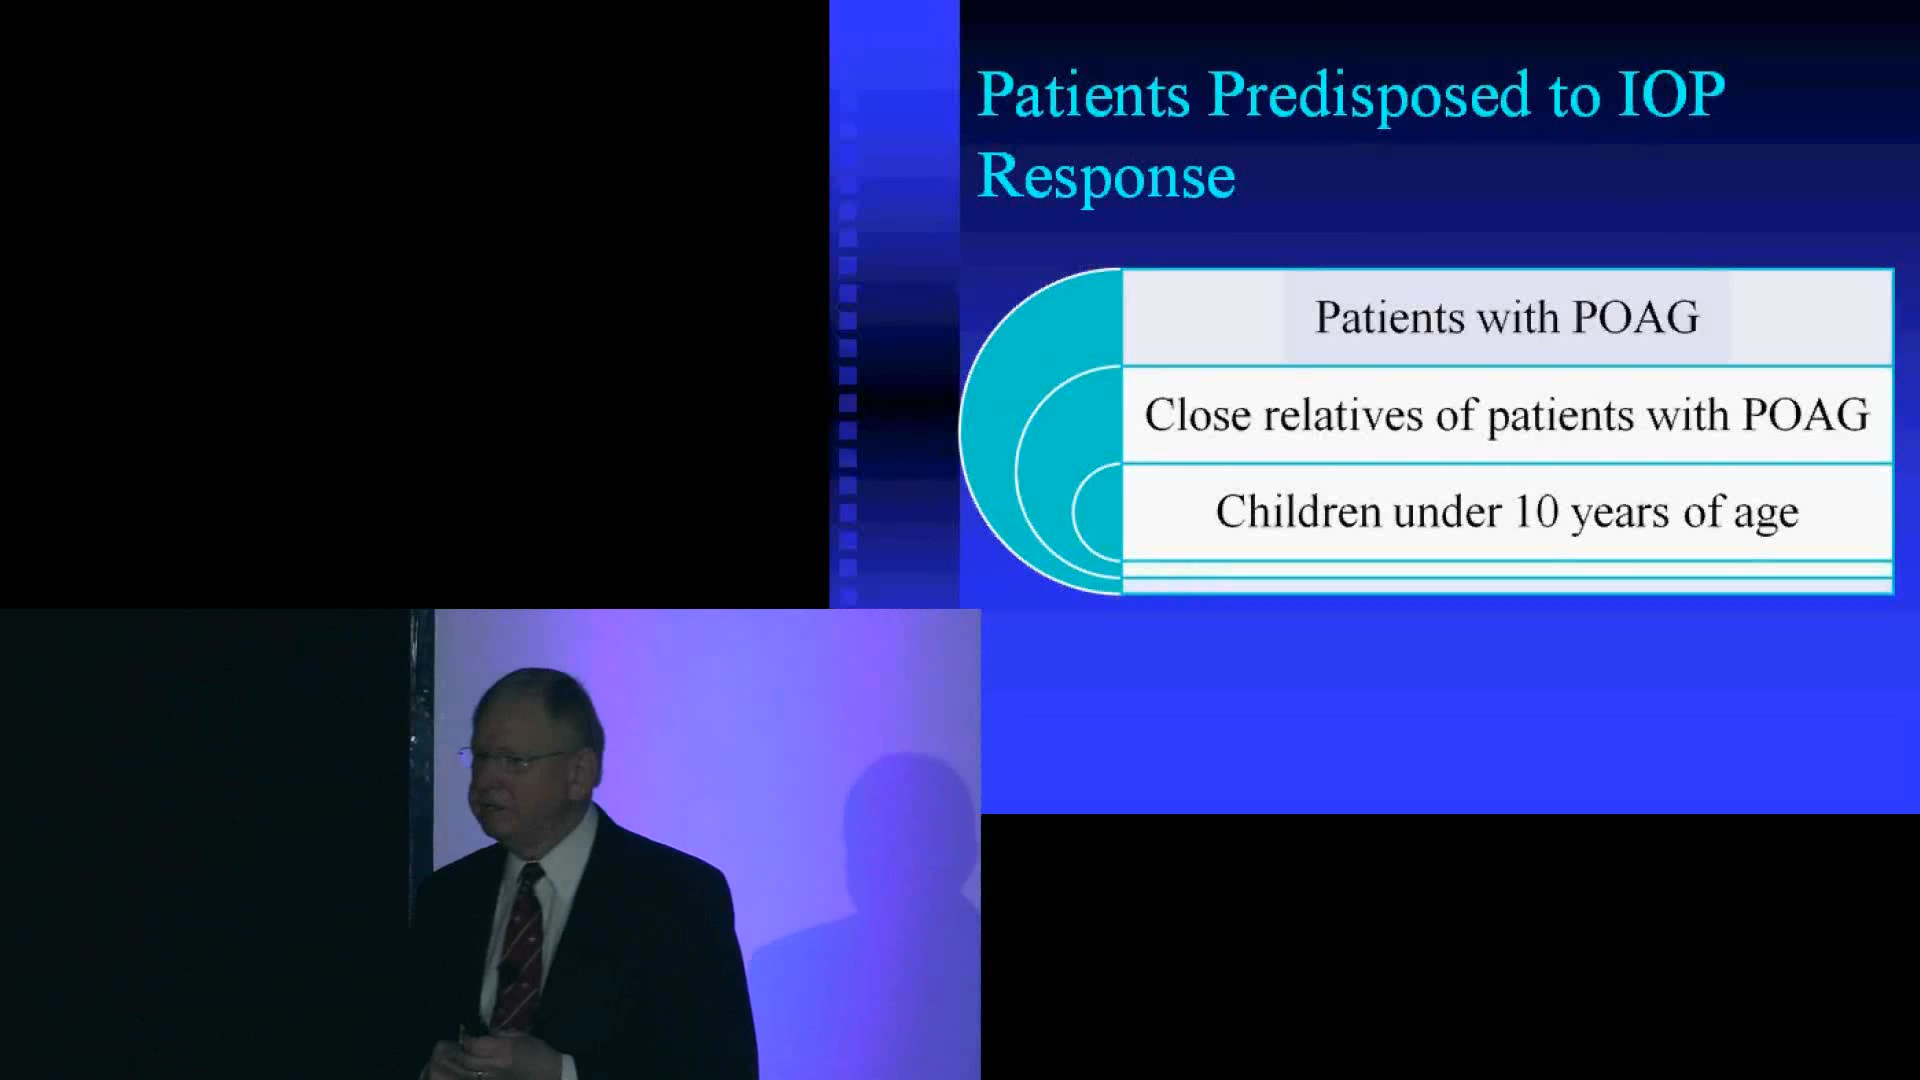 Patients Predisposed to IOP
Response
Patients with POAG
Close relatives of patients with POAG
Children under 10 years of age